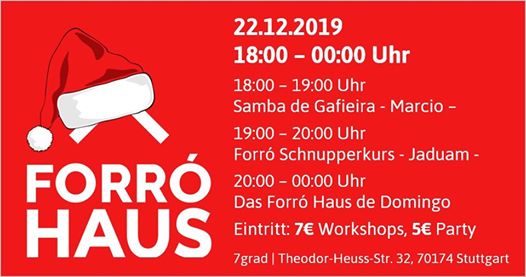 22.12.2019
18:00 – 00:00 Uhr
18:00 – 19:00 Uhr
Samba de Gafieira - Marcio –
19:00 – 20:00 Uhr
Forró Schnupperkurs - Jaduam -
20:00 – 00:00 Uhr
Das Forró Haus de Domingo
Eintritt: 7€ Workshops, 5€ Party
7grad | Theodor-Heuss-Str. 32, 70174 Stuttgart
FORRÓ
HAUS